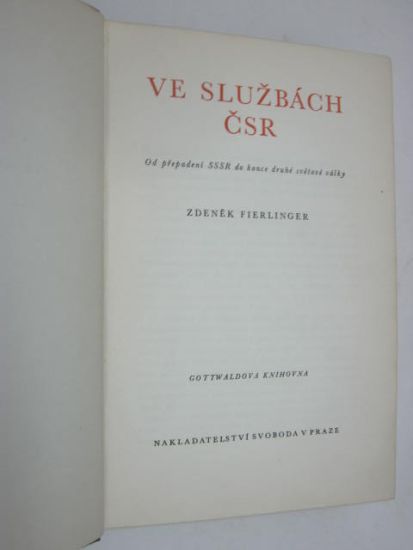 VE SLUŽBÁCH
ČSR
Od přepadení SSSR do konce druhé světové války
ZDENĚK FIERLINGER
GOTTWALDOVA KNIHOVNA
NAKLADATELSTVÍ SVOBODA V PRAZE